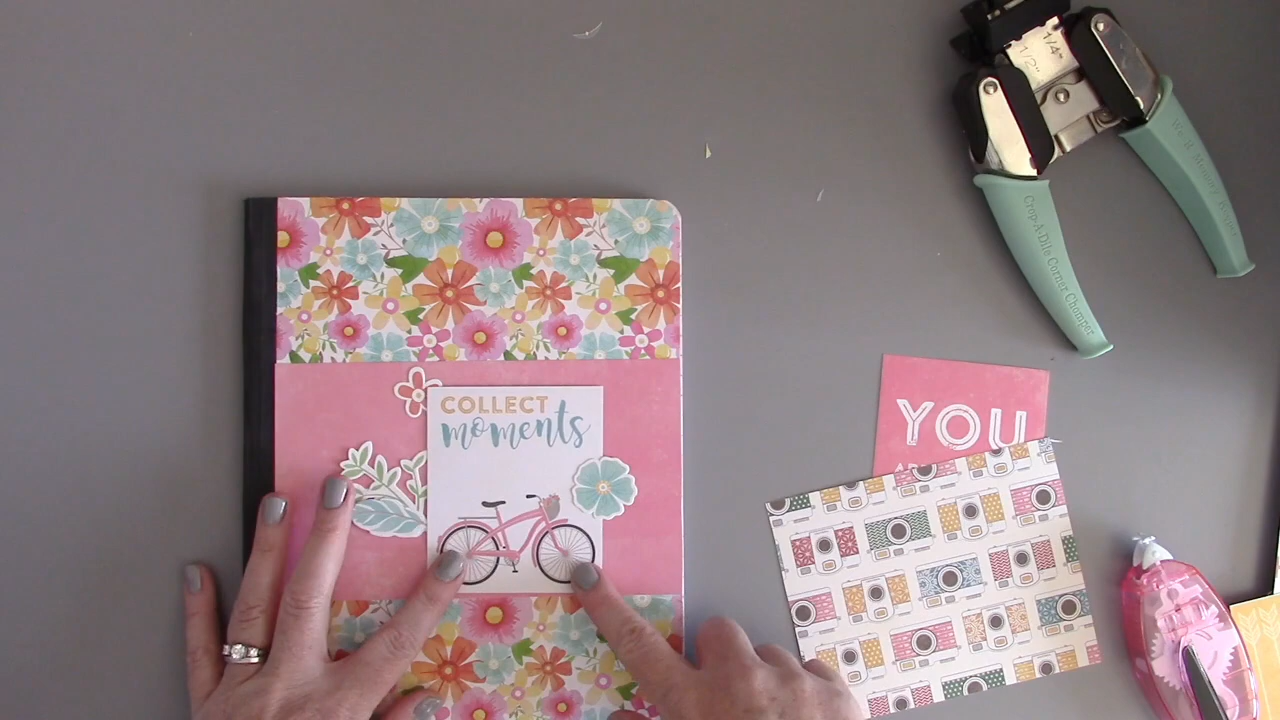 1/4"
1/2"
We R Memory Keepers
Crop-A-Dile Corner Chomper
COLLECT
moments
YOU